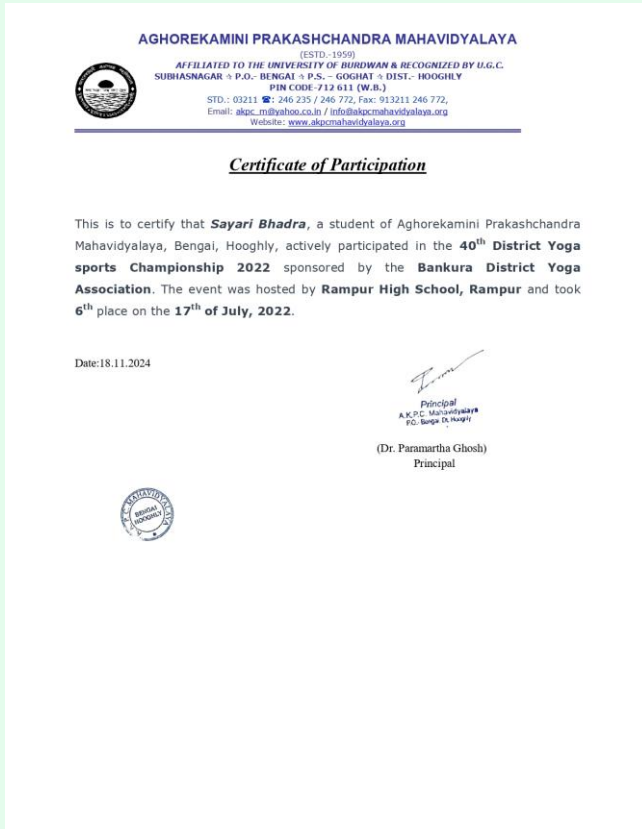 AGHOREKAMINI PRAKASHCHANDRA MAHAVIDYALAYA
(ESTD.-1959)
AFFILIATED TO THE UNIVERSITY OF BURDWAN & RECOGNIZED BY U.G.C.
SUBHASNAGAR ✧ P.O.- BENGAI ✧ P.S. – GOGHAT ✧ DIST.- HOOGHLY
PIN CODE-712 611 (W.B.)
STD.: 03211 ☎: 246 235 / 246 772, Fax: 913211 246 772,
Email: akpc_m@yahoo.co.in / info@akpcmahavidyalaya.org
Website: www.akpcmahavidyalaya.org
Certificate of Participation
This is to certify that Sayari Bhadra, a student of Aghorekamini Prakashchandra
Mahavidyalaya, Bengai, Hooghly, actively participated in the 40th District Yoga
sports Championship 2022 sponsored by the Bankura District Yoga
Association. The event was hosted by Rampur High School, Rampur and took
6th place on the 17th of July, 2022.
Date:18.11.2024
Principal
A.K.P.C. Mahavidyalaya
P.O.- Bengai Dt. Hooghly
(Dr. Paramartha Ghosh)
Principal
A.K.P.C. MAHAVIDYALAYA
BENGAI
HOOGHLY